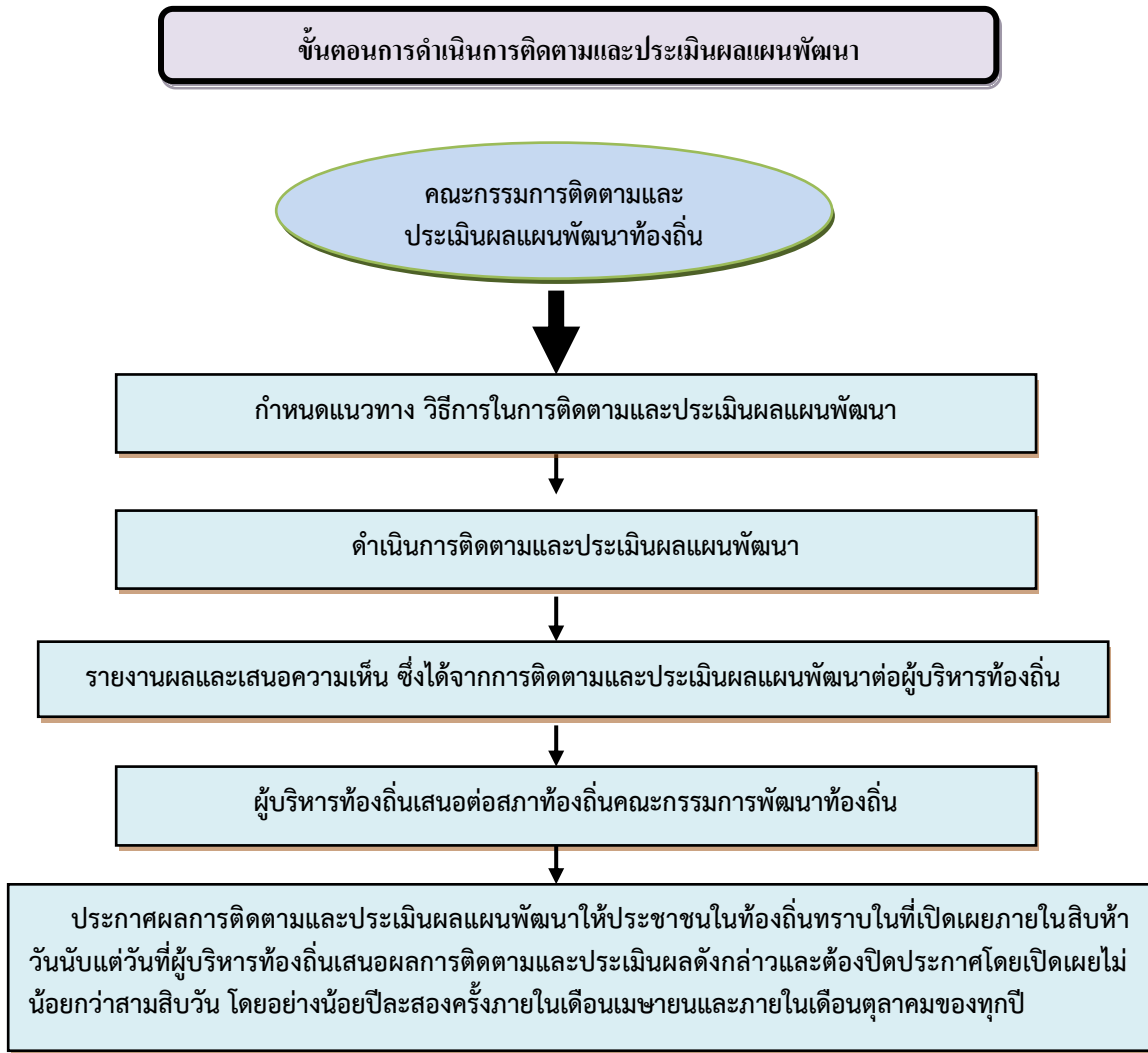 ขั้นตอนการดำเนินการติดตามและประเมินผลแผนพัฒนา
คณะกรรมการติดตามและ
ประเมินผลแผนพัฒนาท้องถิ่น
กำหนดแนวทาง วิธีการในการติดตามและประเมินผลแผนพัฒนา
ดำเนินการติดตามและประเมินผลแผนพัฒนา
รายงานผลและเสนอความเห็น ซึ่งได้จากการติดตามและประเมินผลแผนพัฒนาต่อผู้บริหารท้องถิ่น
ผู้บริหารท้องถิ่นเสนอต่อสภาท้องถิ่นคณะกรรมการพัฒนาท้องถิ่น
ประกาศผลการติดตามและประเมินผลแผนพัฒนาให้ประชาชนในท้องถิ่นทราบในที่เปิดเผยภายในสิบห้า
วันนับแต่วันที่ผู้บริหารท้องถิ่นเสนอผลการติดตามและประเมินผลดังกล่าวและต้องปิดประกาศโดยเปิดเผยไม่
น้อยกว่าสามสิบวัน โดยอย่างน้อยปีละสองครั้งภายในเดือนเมษายนและภายในเดือนตุลาคมของทุกปี